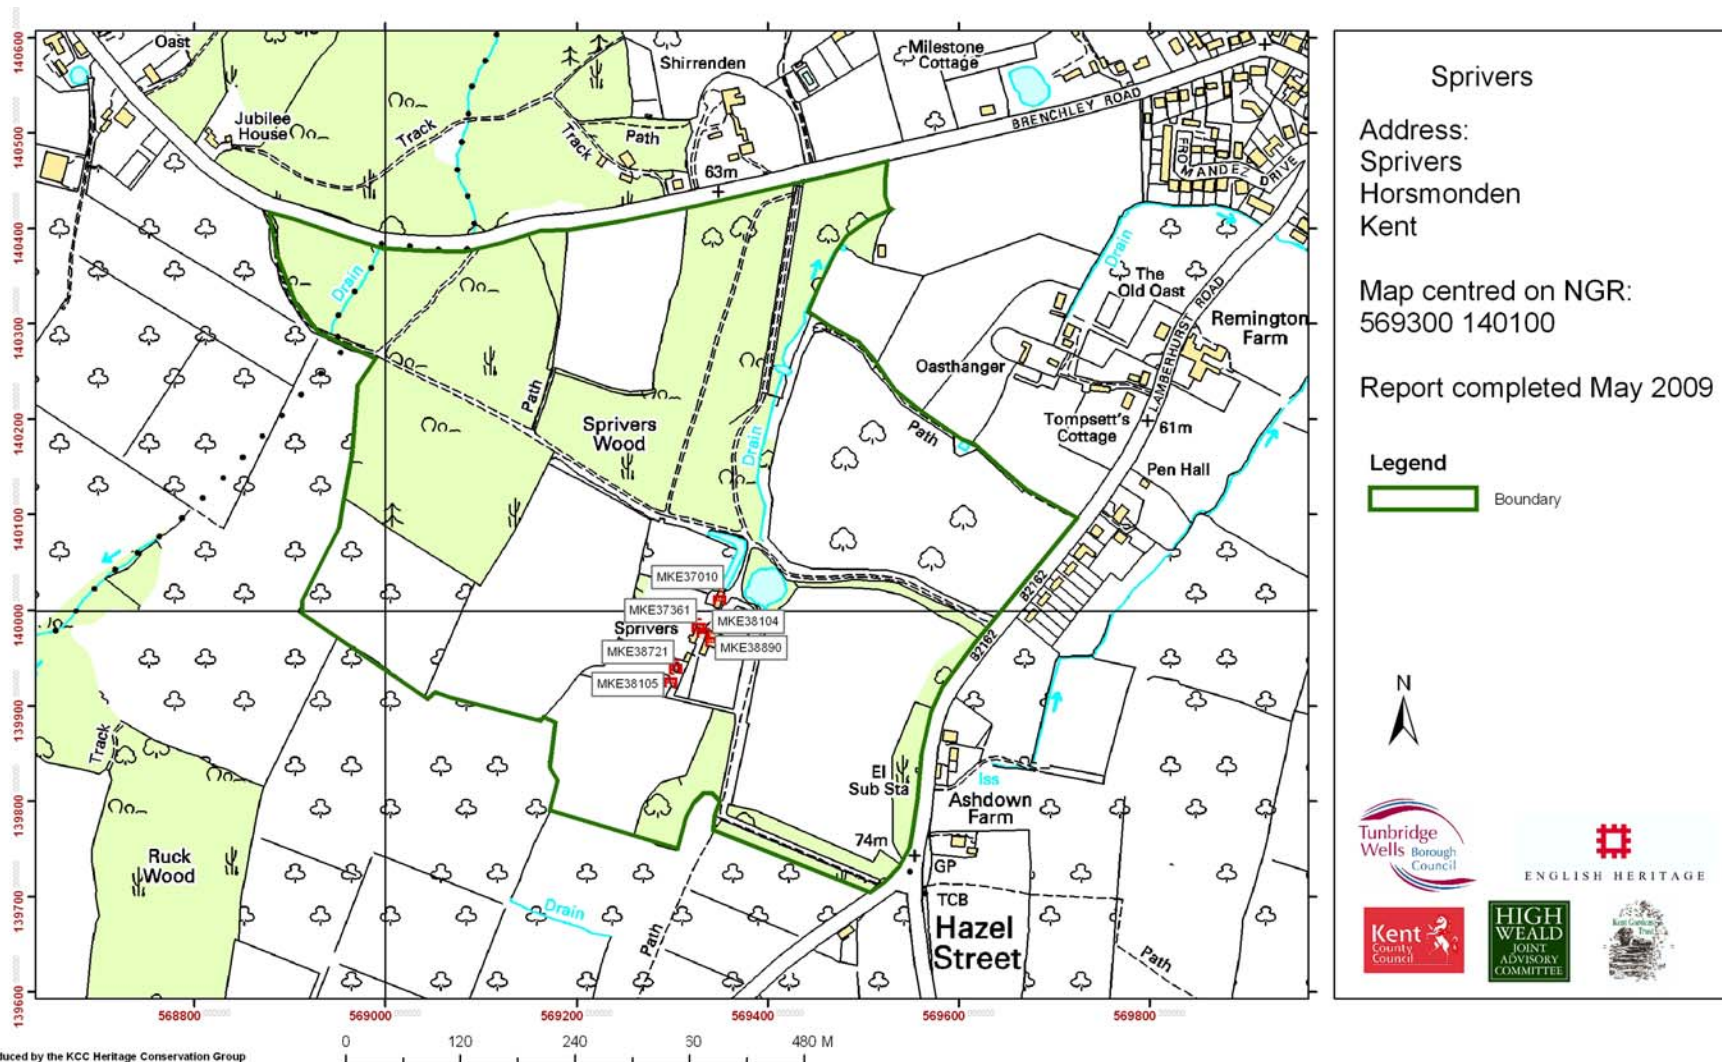 Oast
Shirrenden
Milestone
Cottage
Jubilee
House
Track
Track
Path
63m
BRENCHLEY ROAD
FROMANDEZ DRIVE
Drain
Drain
The
Old Oast
LAMBERHURST ROAD
Remington
Farm
Oasthanger
Path
Sprivers
Wood
Drain
Path
Tompsett's
Cottage
61m
Pen Hall
MKE37010
MKE37361
MKE38104
Sprivers
MKE38721
MKE38890
MKE38105
B2162
B2162
Track
El
Sub Sta
Iss
Ashdown
Farm
74m
GP
TCB
Ruck
Wood
Drain
Path
Hazel
Street
Path
140600
140500
140400
140300
140200
140100
140000
139900
139800
139700
139600
568800
569000
569200
569400
569600
569800
0 120 240 360 480 M
duced by the KCC Heritage Conservation Group
Sprivers
Address:
Sprivers
Horsmonden
Kent
Map centred on NGR:
569300 140100
Report completed May 2009
Legend
Boundary
N
Tunbridge
Wells Borough
Council
ENGLISH HERITAGE
Kent
County
Council
HIGH
WEALD
JOINT
ADVISORY
COMMITTEE
Kent Gardens
Trust